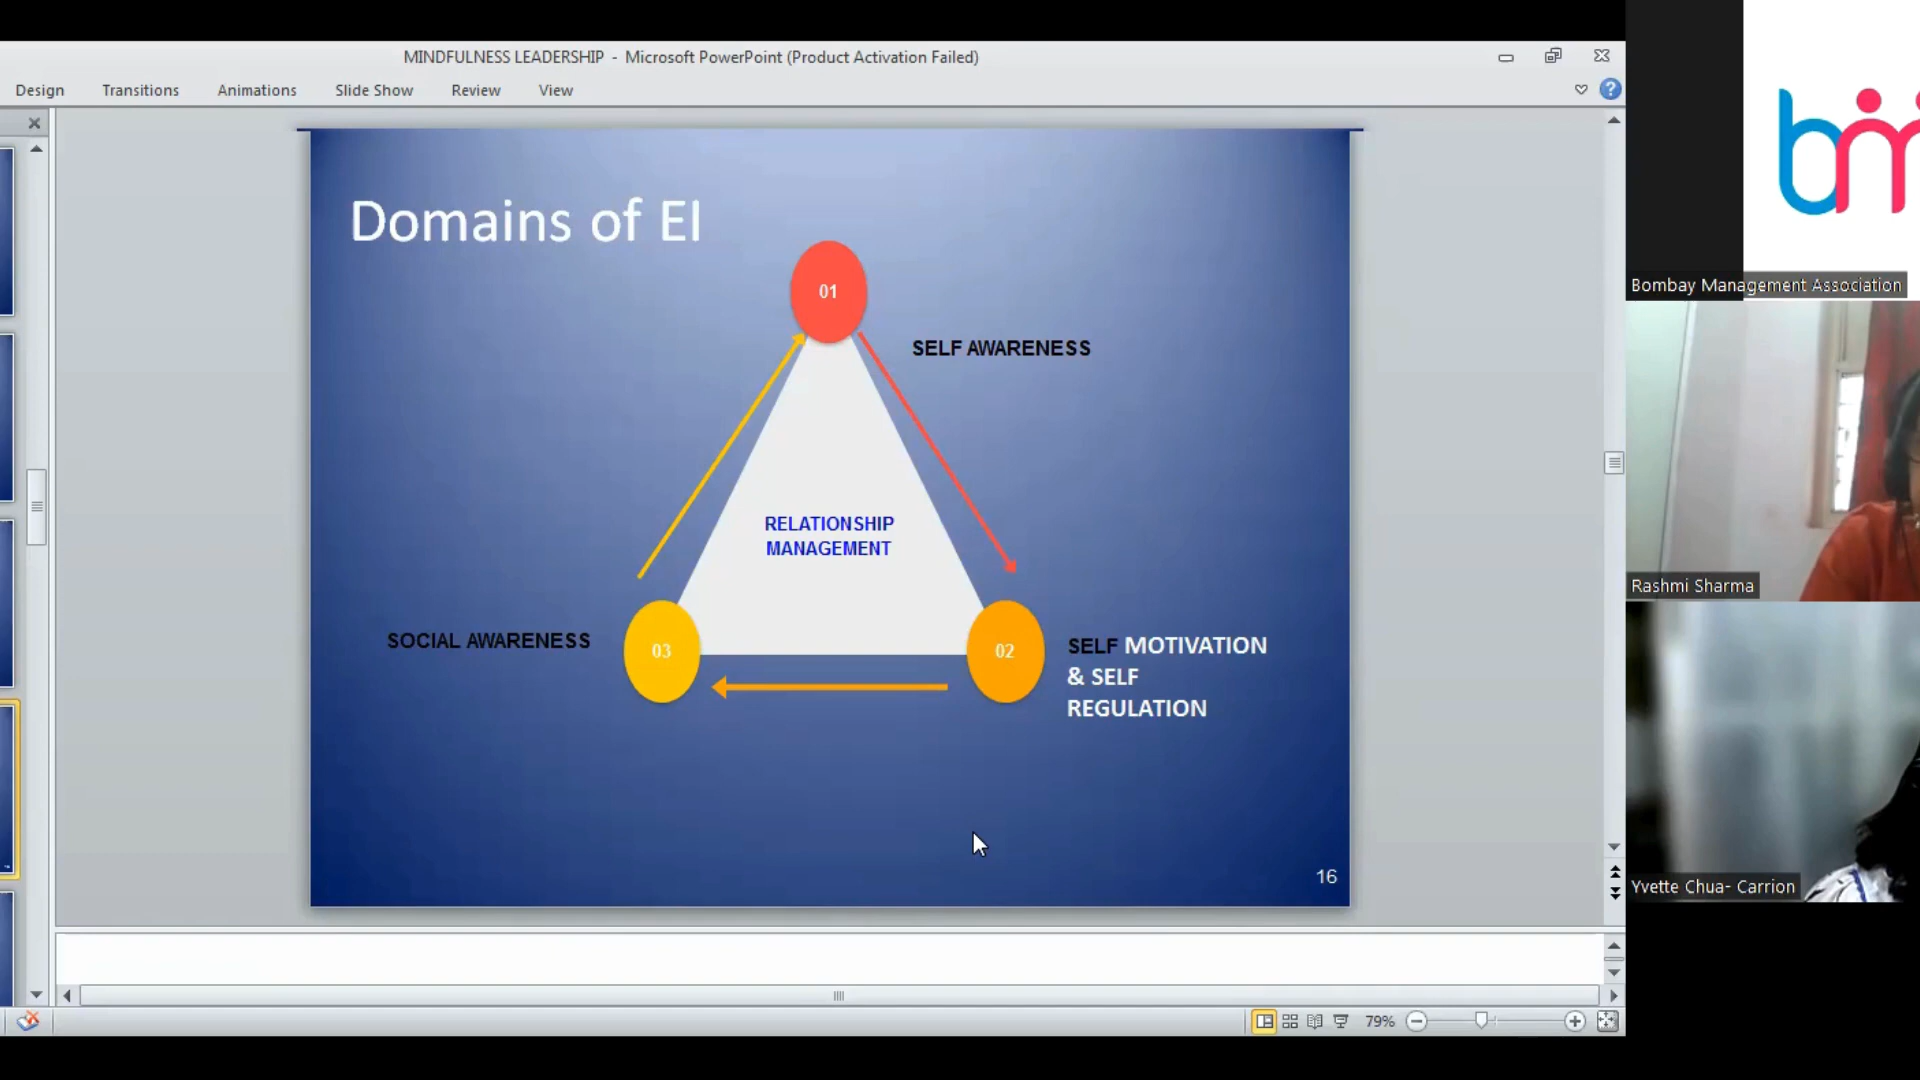 MINDFULNESS LEADERSHIP - Microsoft PowerPoint (Product Activation Failed)
Design Transitions Animations Slide Show Review View
Domains of EI
01
SELF AWARENESS
RELATIONSHIP
MANAGEMENT
SOCIAL AWARENESS
03
02
SELF MOTIVATION
& SELF
REGULATION
16
79%
Bombay Management Association
Rashmi Sharma
Yvette Chua- Carrion